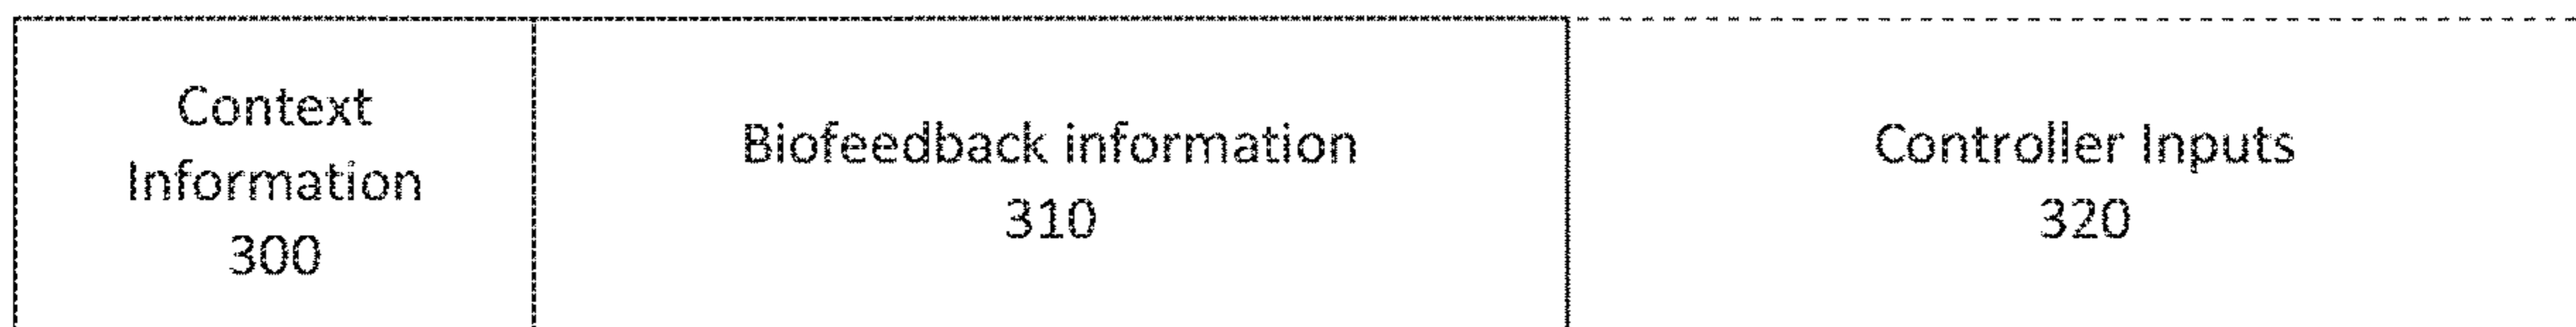 Context
Information
300
Biofeedback information
310
Controller Inputs
320